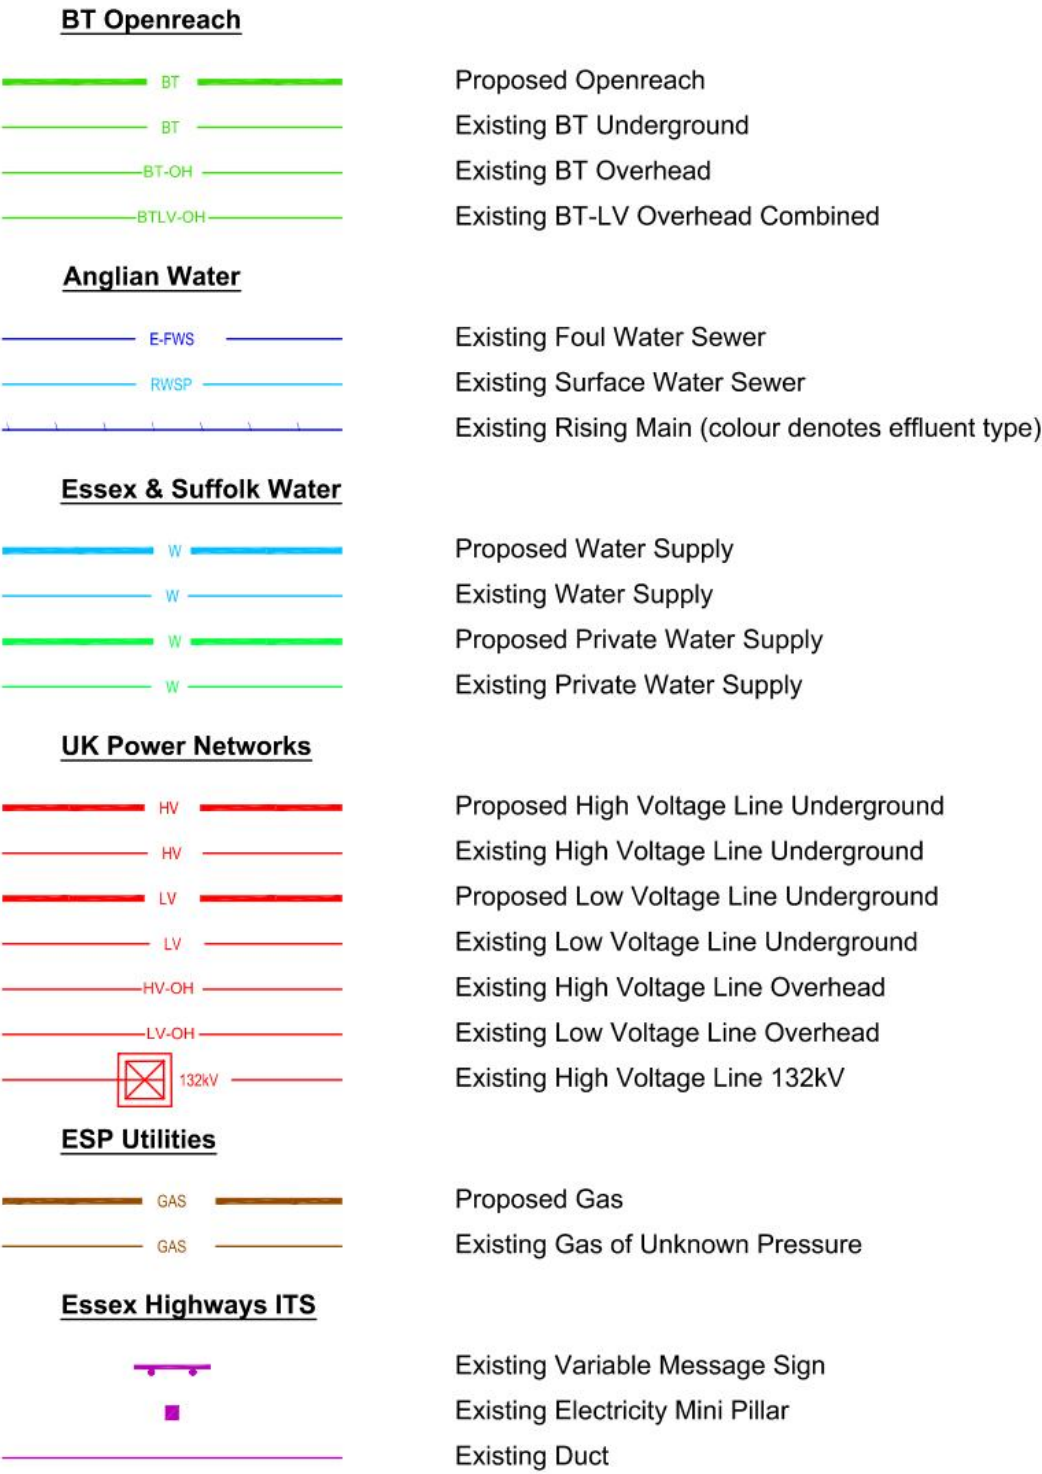 BT Openreach
BT Proposed Openreach
BT Existing BT Underground
BT-OH Existing BT Overhead
BTLV-OH Existing BT-LV Overhead Combined
Anglian Water
E-FWS Existing Foul Water Sewer
RWSP Existing Surface Water Sewer
Existing Rising Main (colour denotes effluent type)
Essex & Suffolk Water
W Proposed Water Supply
W Existing Water Supply
W Proposed Private Water Supply
W Existing Private Water Supply
UK Power Networks
HV Proposed High Voltage Line Underground
HV Existing High Voltage Line Underground
LV Proposed Low Voltage Line Underground
LV Existing Low Voltage Line Underground
HV-OH Existing High Voltage Line Overhead
LV-OH Existing Low Voltage Line Overhead
132kV Existing High Voltage Line 132kV
ESP Utilities
GAS Proposed Gas
GAS Existing Gas of Unknown Pressure
Essex Highways ITS
Existing Variable Message Sign
Existing Electricity Mini Pillar
Existing Duct